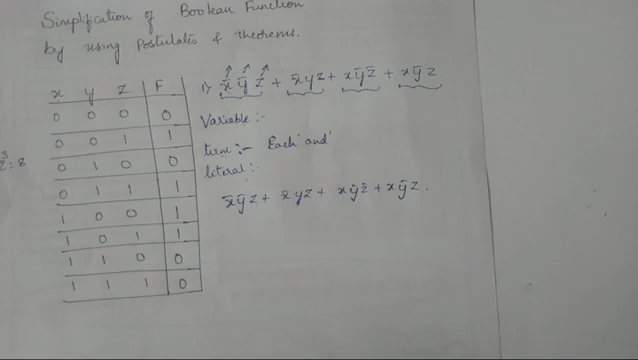 Simplification of Boolean Function
by using Postulates & theorems.
x y z F
0 0 0 0
0 0 1 1
0 1 0 0
0 1 1 1
1 0 0 1
1 0 1 1
1 1 0 0
1 1 1 0
2³ = 8
1) x̄ ȳ z + x̄yz + xȳz̄ + xȳz
Variable :-
term :- Each 'and'
literal :-
x̄ȳz + x̄yz + xȳz̄ + xȳz.